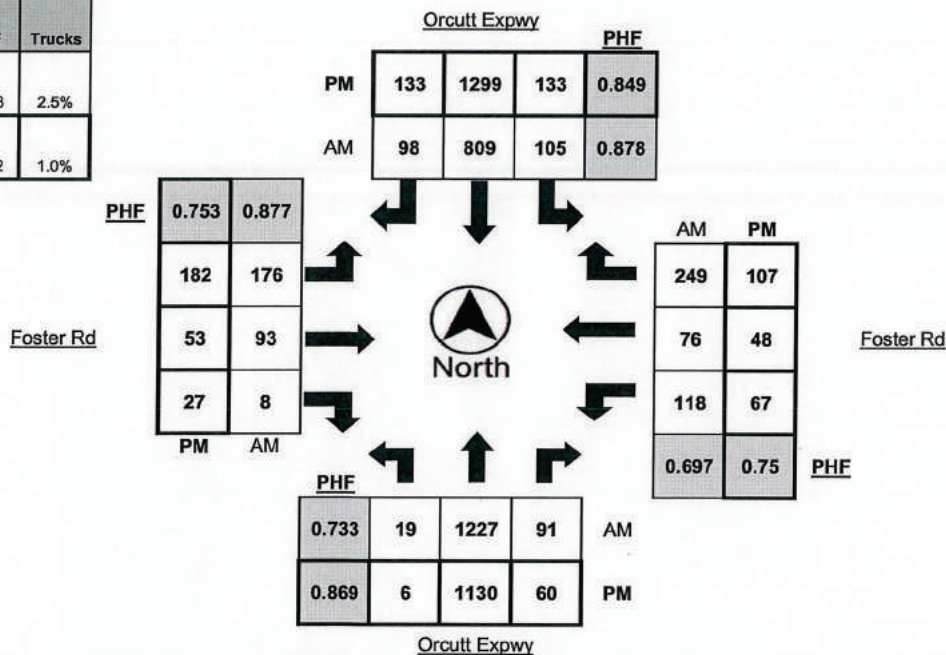 Trucks
2.5%
1.0%
Orcutt Expwy
PHF
PM 133 1299 133 0.849
AM 98 809 105 0.878
PHF 0.753 0.877
182 176
53 93
27 8
PM AM
Foster Rd
North
AM PM
249 107
76 48
118 67
0.697 0.75 PHF
Foster Rd
PHF
0.733 19 1227 91 AM
0.869 6 1130 60 PM
Orcutt Expwy